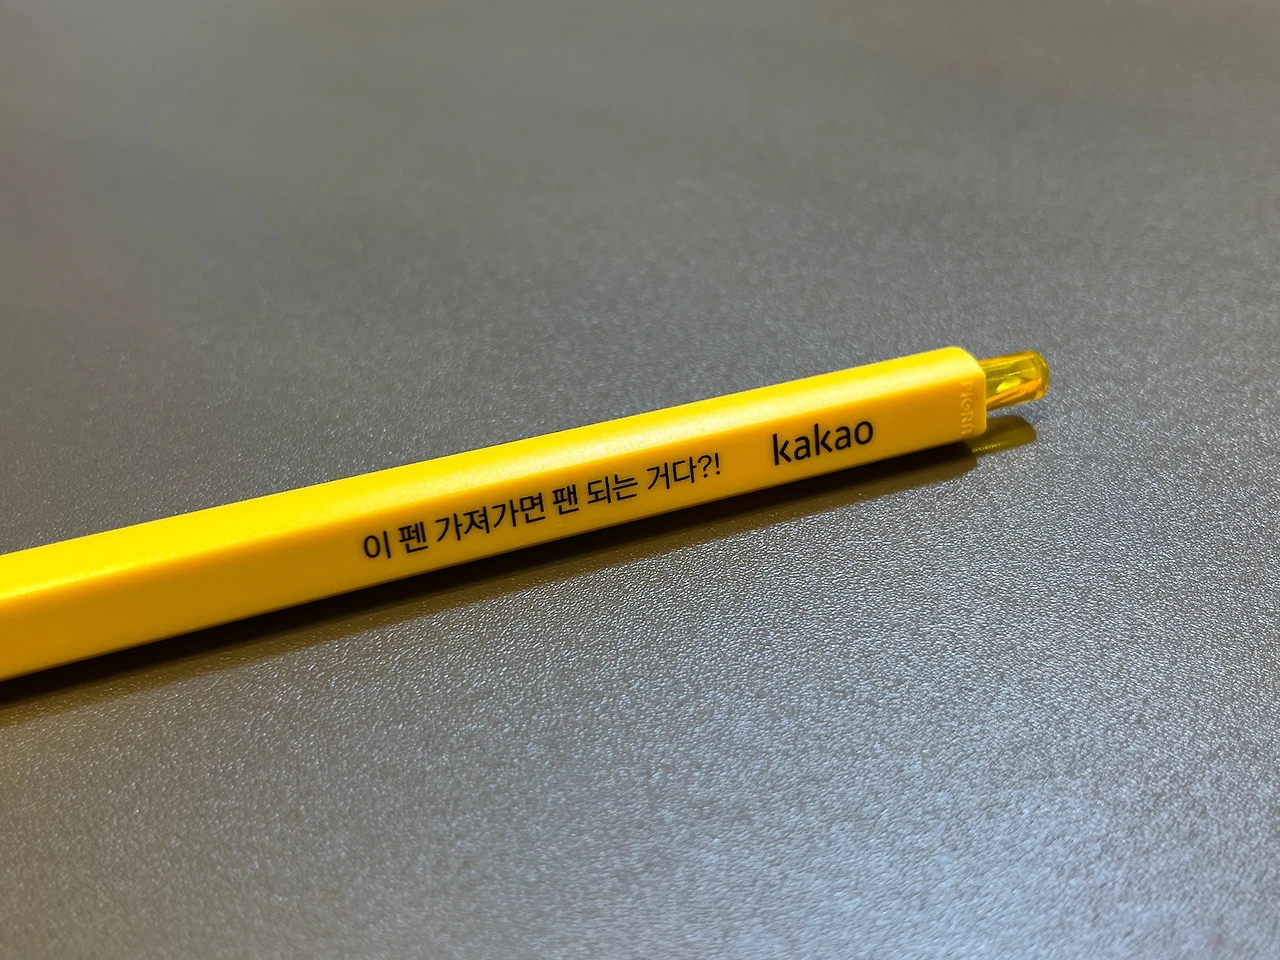 이 펜 가져가면 팬 되는 거다?! kakao